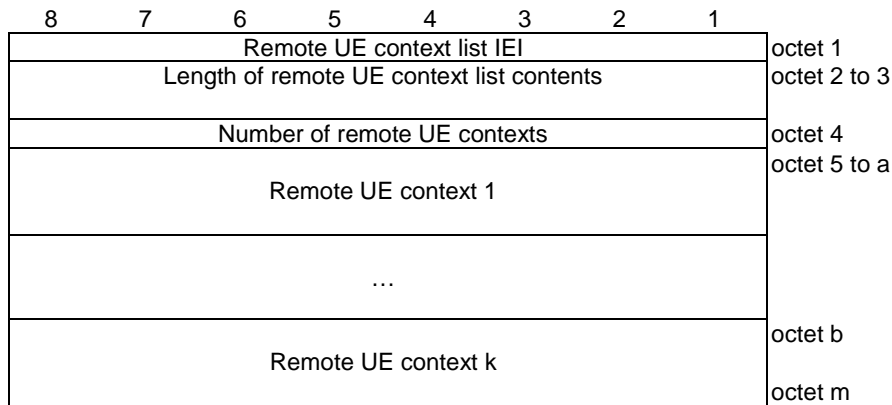 8 7 6 5 4 3 2 1
Remote UE context list IEI octet 1
Length of remote UE context list contents octet 2 to 3
Number of remote UE contexts octet 4
octet 5 to a
Remote UE context 1
…
octet b
Remote UE context k
octet m